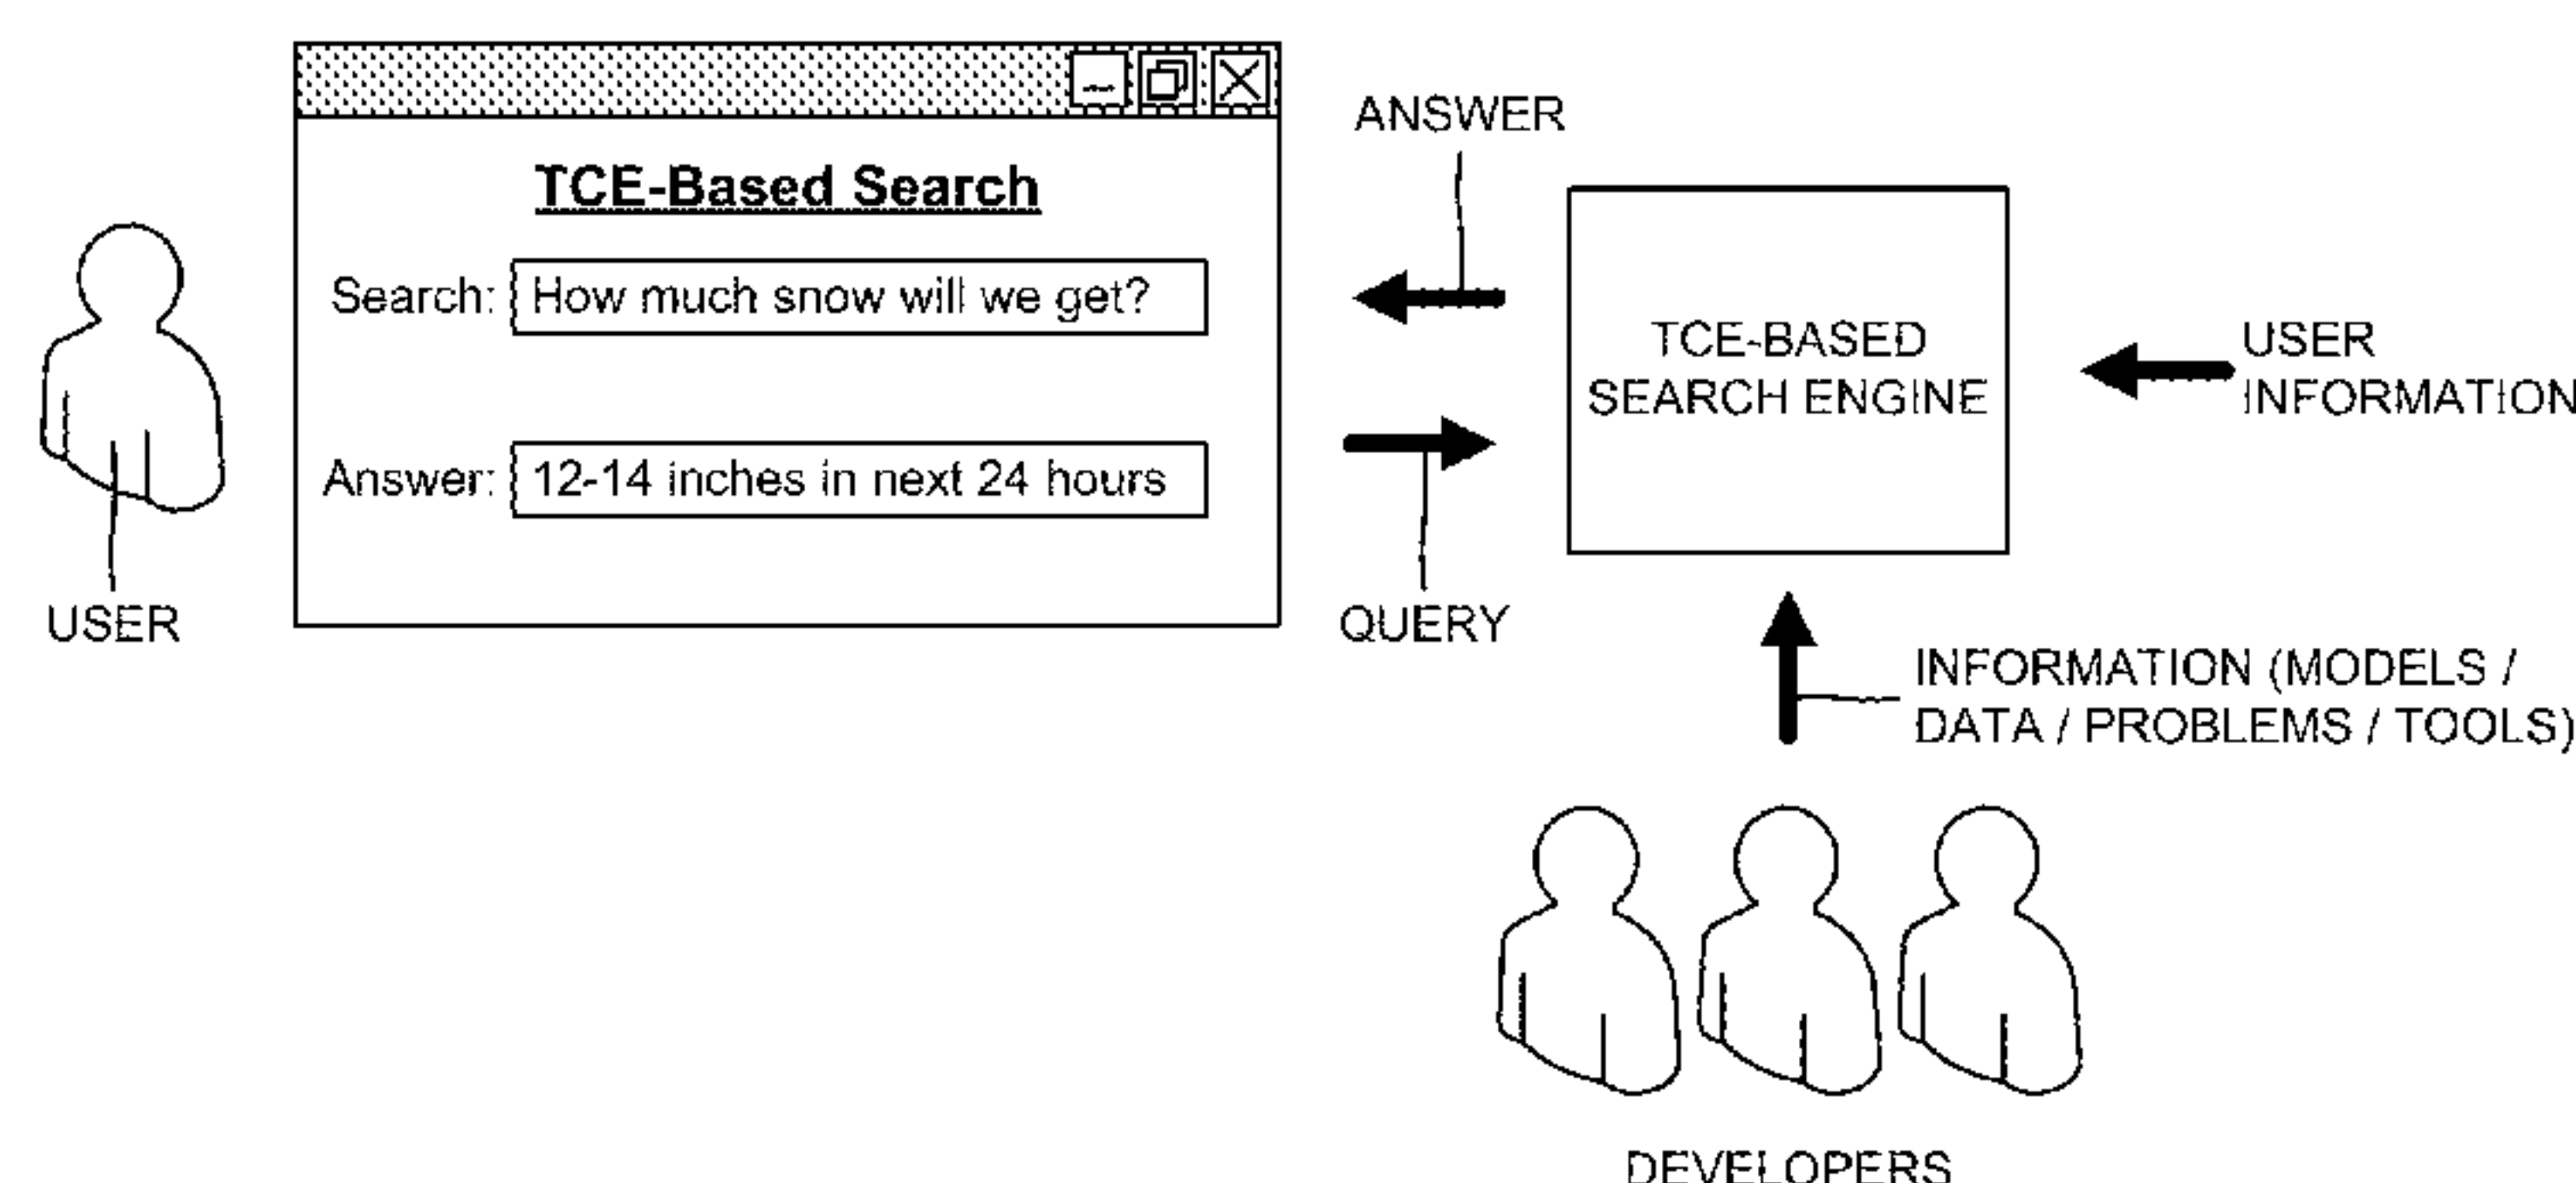 ANSWER
TCE-Based Search
Search: How much snow will we get?
Answer: 12-14 inches in next 24 hours
USER
QUERY
TCE-BASED
SEARCH ENGINE
USER
INFORMATION
INFORMATION (MODELS /
DATA / PROBLEMS / TOOLS)
DEVELOPERS